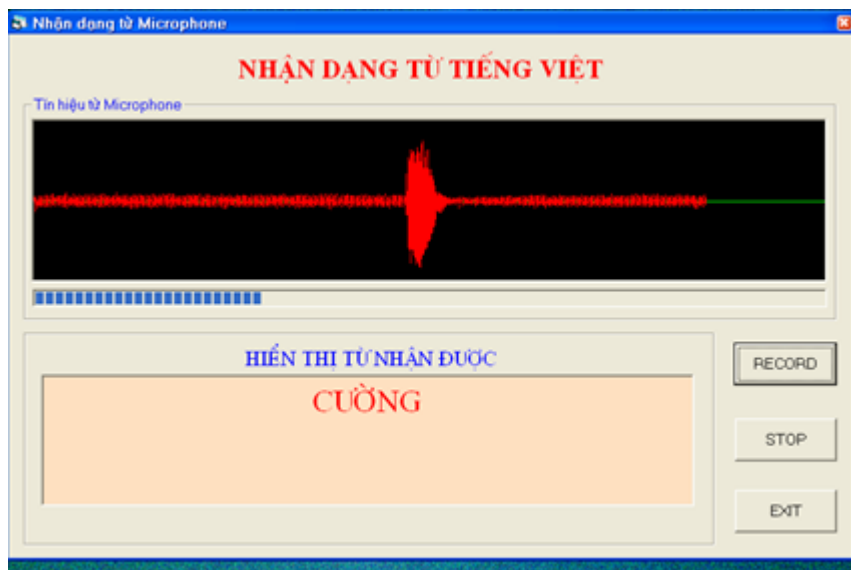 Nhận dạng từ Microphone
NHẬN DẠNG TỪ TIẾNG VIỆT
Tín hiệu từ Microphone
HIỂN THỊ TỪ NHẬN ĐƯỢC
CƯỜNG
RECORD
STOP
EXIT